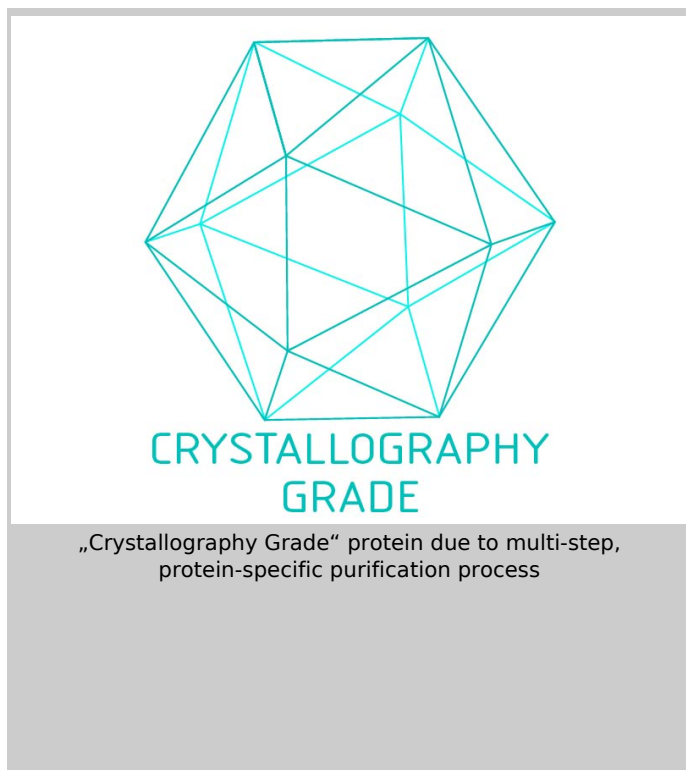 CRYSTALLOGRAPHY
GRADE
„Crystallography Grade“ protein due to multi-step,
protein-specific purification process